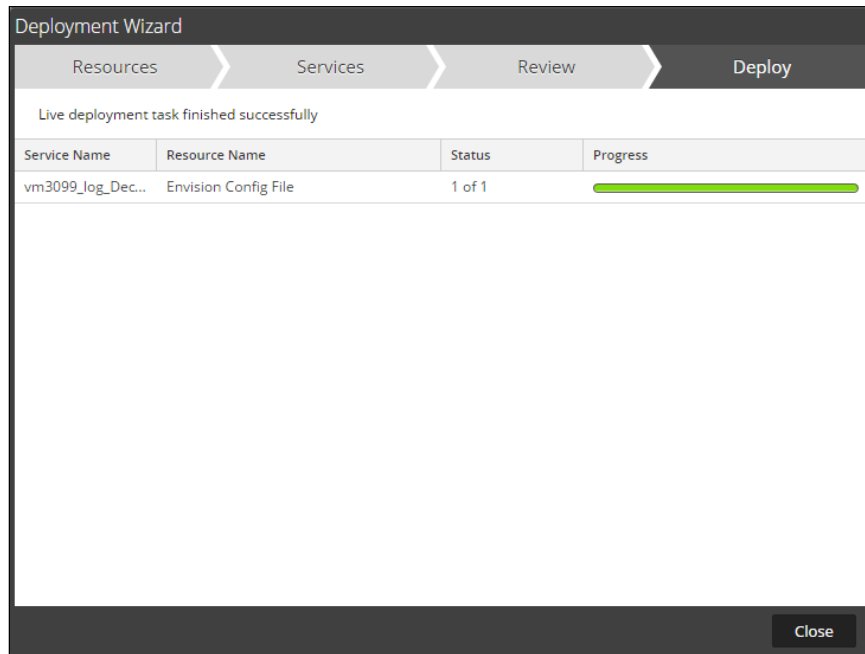 Deployment Wizard
Resources Services Review Deploy
Live deployment task finished successfully
Service Name Resource Name Status Progress
vm3099_log_Dec... Envision Config File 1 of 1
Close